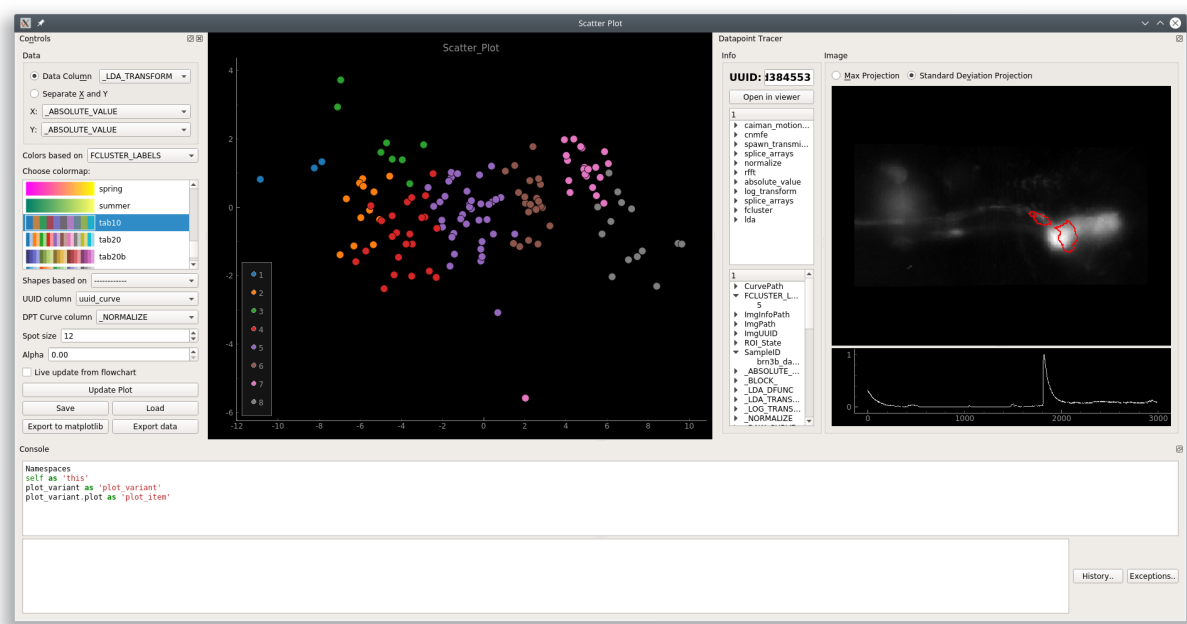 Scatter Plot
Controls
Data
Data Column _LDA_TRANSFORM
Separate X and Y
X: _ABSOLUTE_VALUE
Y: _ABSOLUTE_VALUE
Colors based on FCLUSTER_LABELS
Choose colormap:
spring
summer
tab10
tab20
tab20b
Shapes based on ------------
UUID column uuid_curve
DPT Curve column _NORMALIZE
Spot size 12
Alpha 0.00
Live update from flowchart
Update Plot
Save Load
Export to matplotlib Export data
Scatter_Plot
4
2
0
-2
-4
-6
-12 -10 -8 -6 -4 -2 0 2 4 6 8 10
1
2
3
4
5
6
7
8
Datapoint Tracer
Info
UUID: d384553
Open in viewer
1
caiman_motion...
cnmfe
spawn_transmi...
splice_arrays
normalize
rfft
absolute_value
log_transform
splice_arrays
fcluster
lda
1
CurvePath
FCLUSTER_L...
5
ImgInfoPath
ImgPath
ImgUUID
ROI_State
SampleID
brn3b_da...
_ABSOLUTE_...
_BLOCK_
_LDA_DFUNC
_LDA_TRANS...
_LOG_TRANS...
_NORMALIZE
Image
Max Projection Standard Deviation Projection
1
0
0 1000 2000 3000
Console
Namespaces
self as 'this'
plot_variant as 'plot_variant'
plot_variant.plot as 'plot_item'
History.. Exceptions..